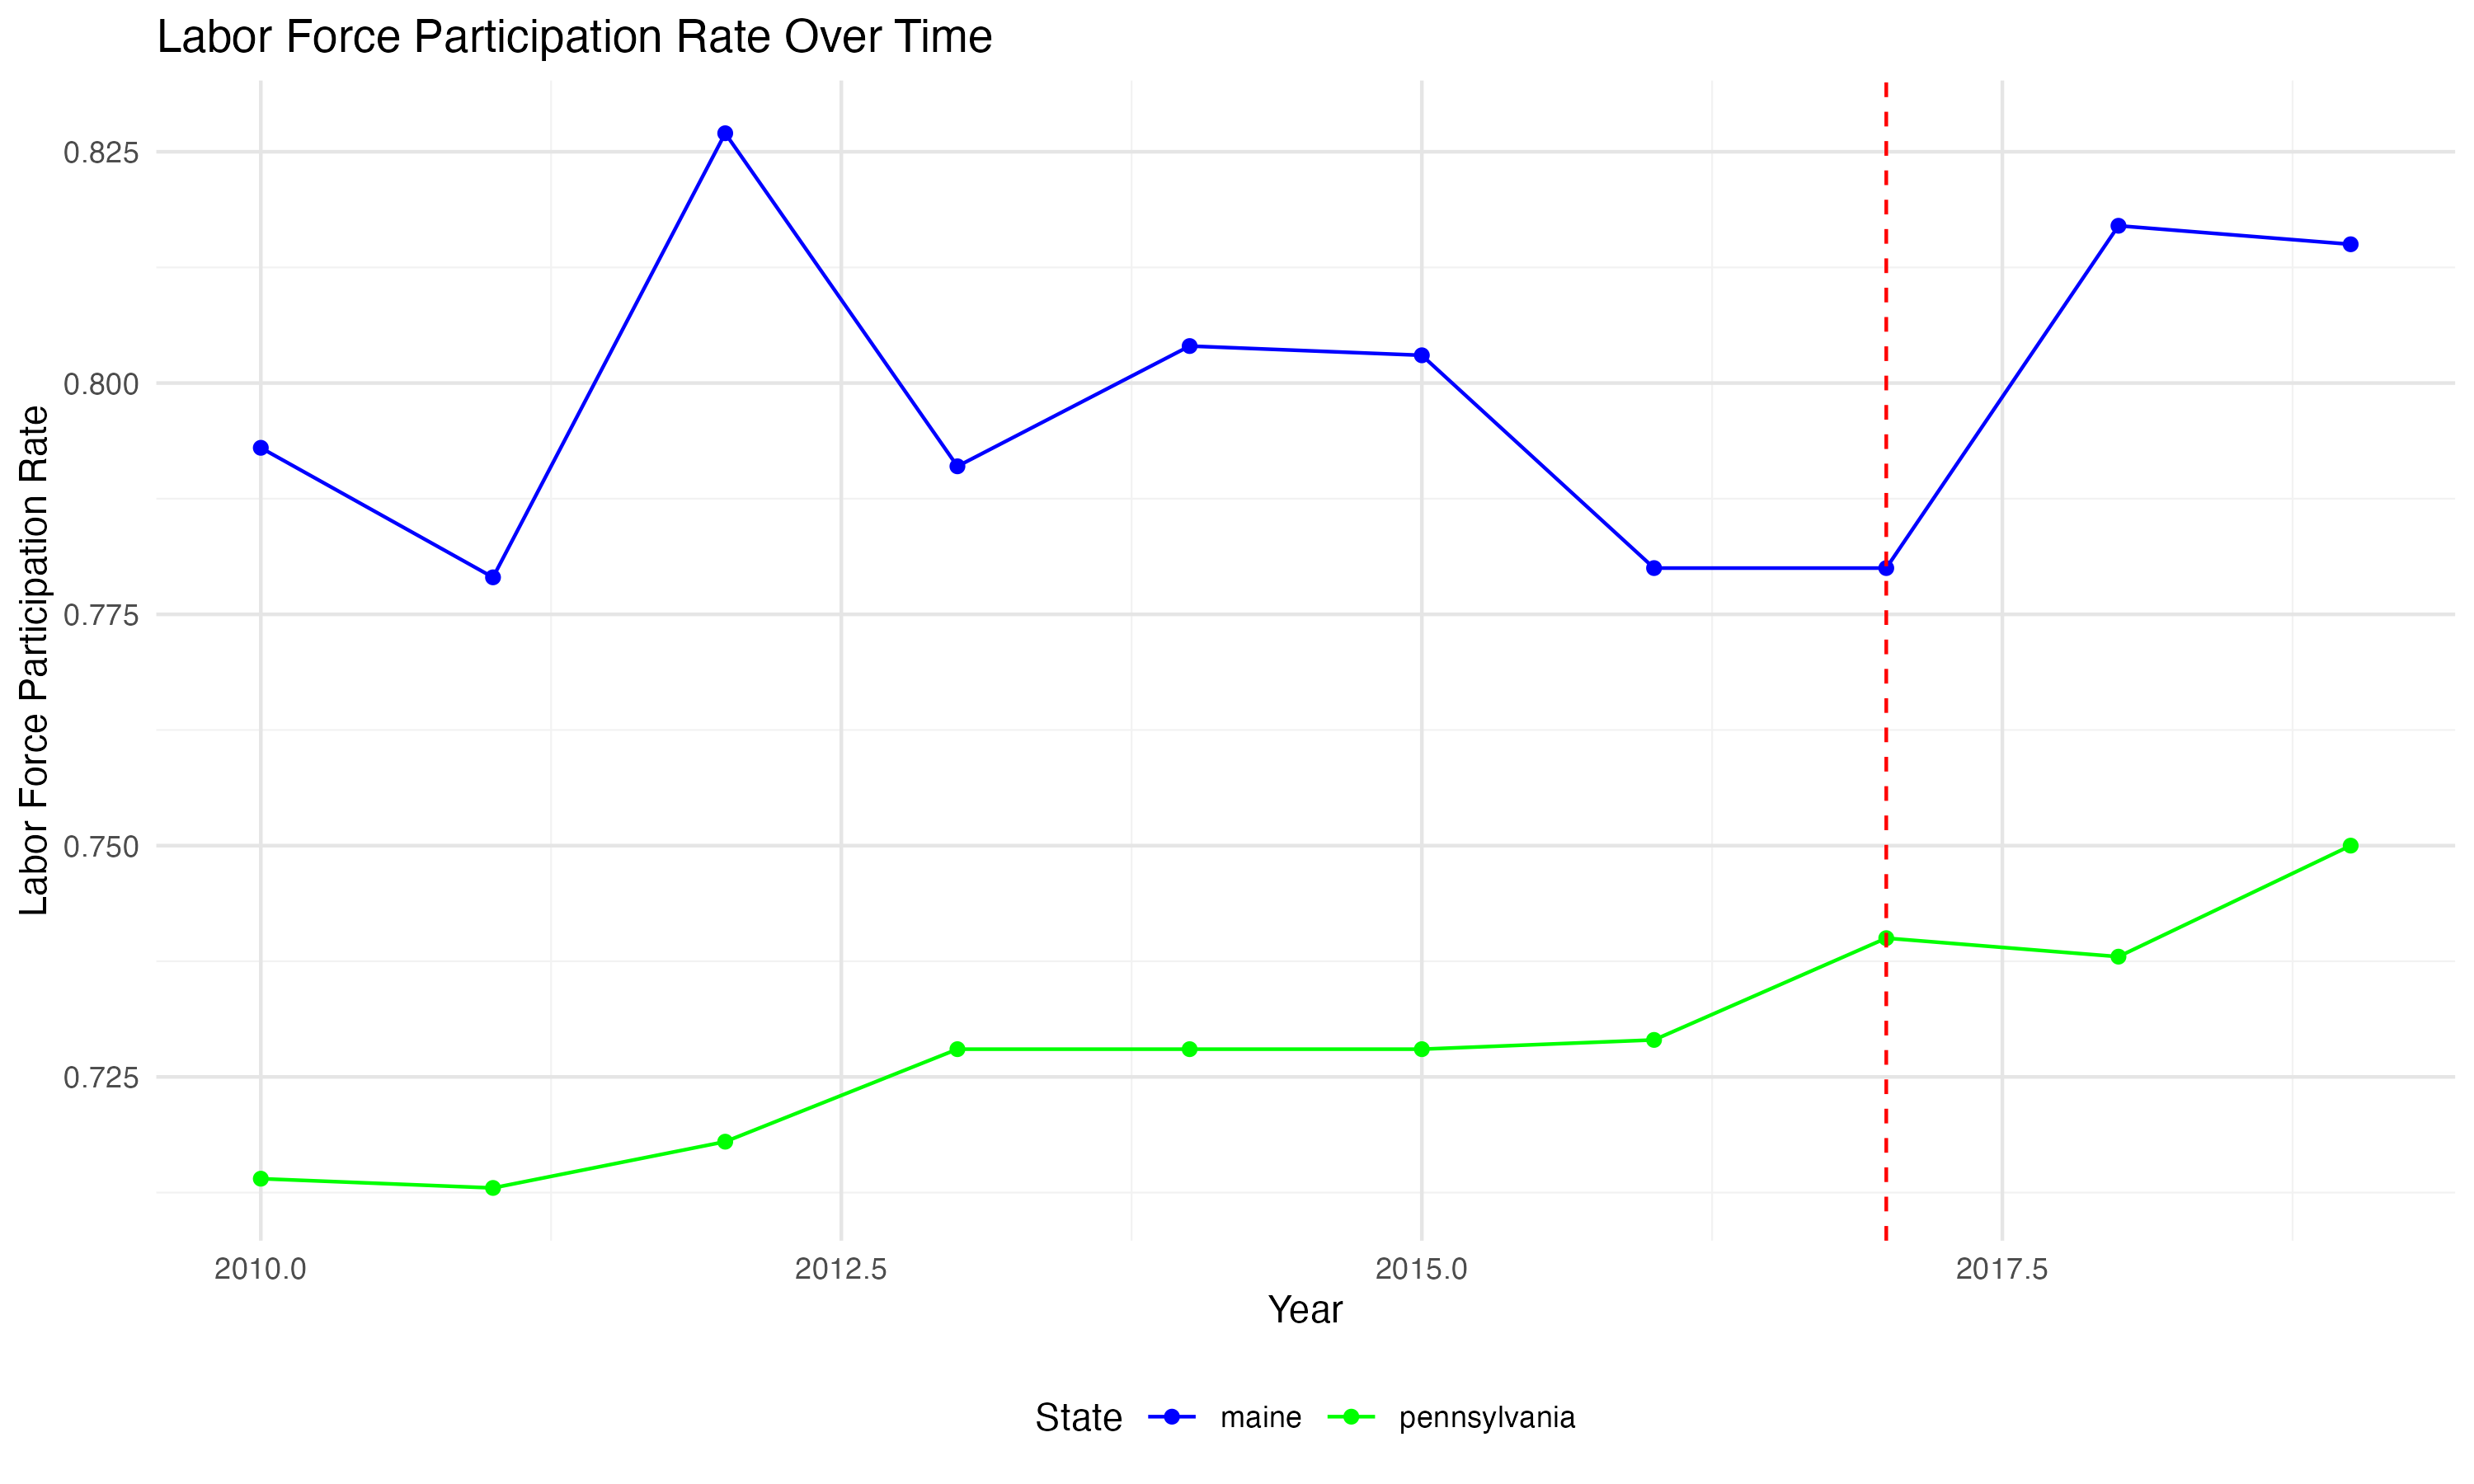 Labor Force Participation Rate Over Time
Labor Force Participation Rate
0.825
0.800
0.775
0.750
0.725
2010.0 2012.5 2015.0 2017.5
Year
State maine pennsylvania